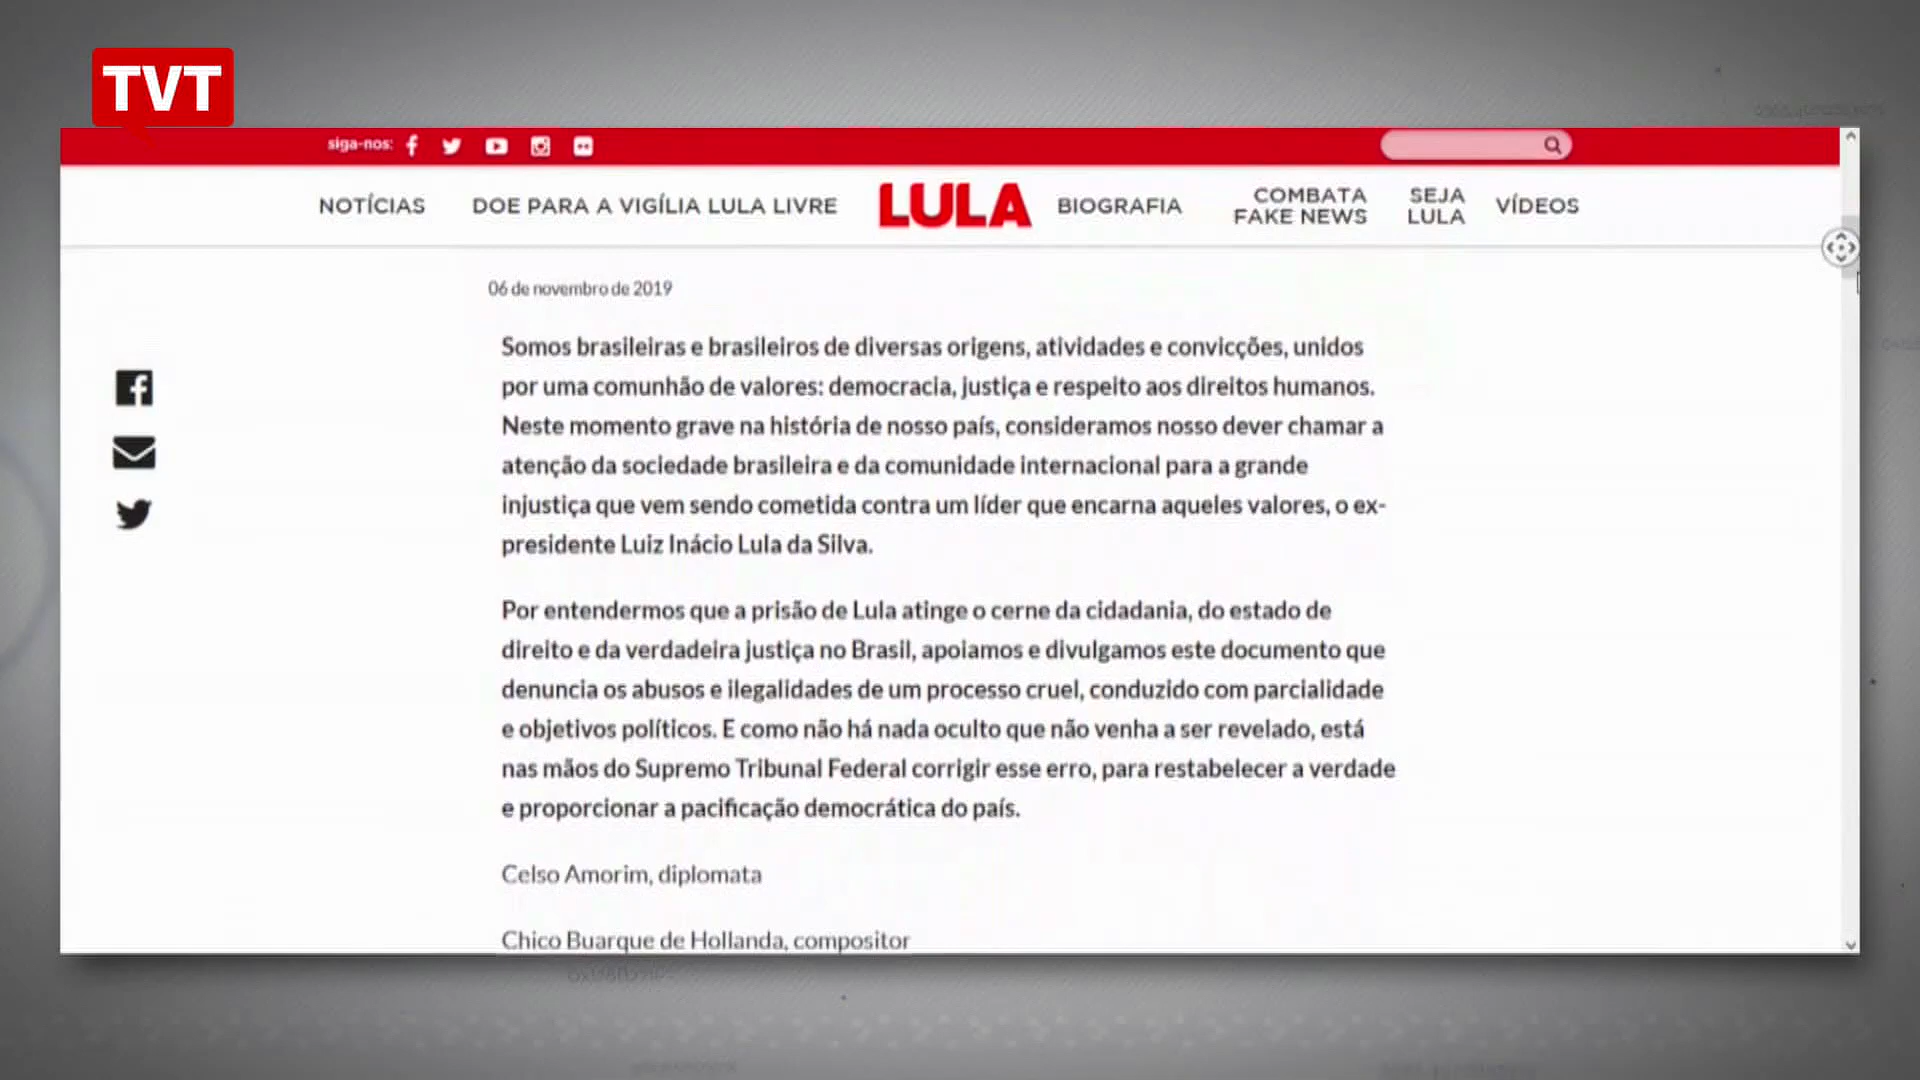 TVT
siga-nos:
NOTÍCIAS
DOE PARA A VIGÍLIA LULA LIVRE
LULA
BIOGRAFIA
COMBATA
FAKE NEWS
SEJA
LULA
VÍDEOS
06 de novembro de 2019
Somos brasileiras e brasileiros de diversas origens, atividades e convicções, unidos
por uma comunhão de valores: democracia, justiça e respeito aos direitos humanos.
Neste momento grave na história de nosso país, consideramos nosso dever chamar a
atenção da sociedade brasileira e da comunidade internacional para a grande
injustiça que vem sendo cometida contra um líder que encarna aqueles valores, o ex-
presidente Luiz Inácio Lula da Silva.
Por entendermos que a prisão de Lula atinge o cerne da cidadania, do estado de
direito e da verdadeira justiça no Brasil, apoiamos e divulgamos este documento que
denuncia os abusos e ilegalidades de um processo cruel, conduzido com parcialidade
e objetivos políticos. E como não há nada oculto que não venha a ser revelado, está
nas mãos do Supremo Tribunal Federal corrigir esse erro, para restabelecer a verdade
e proporcionar a pacificação democrática do país.
Celso Amorim, diplomata
Chico Buarque de Hollanda, compositor